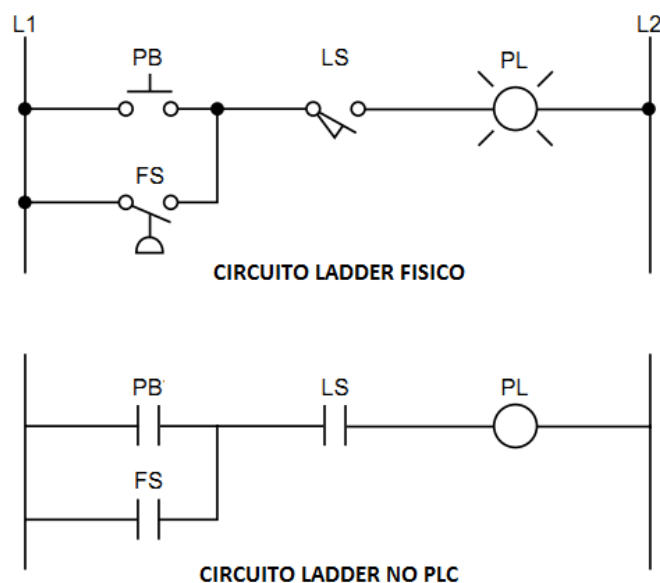 L1 L2
PB LS PL
FS
CIRCUITO LADDER FISICO
PB LS PL
FS
CIRCUITO LADDER NO PLC